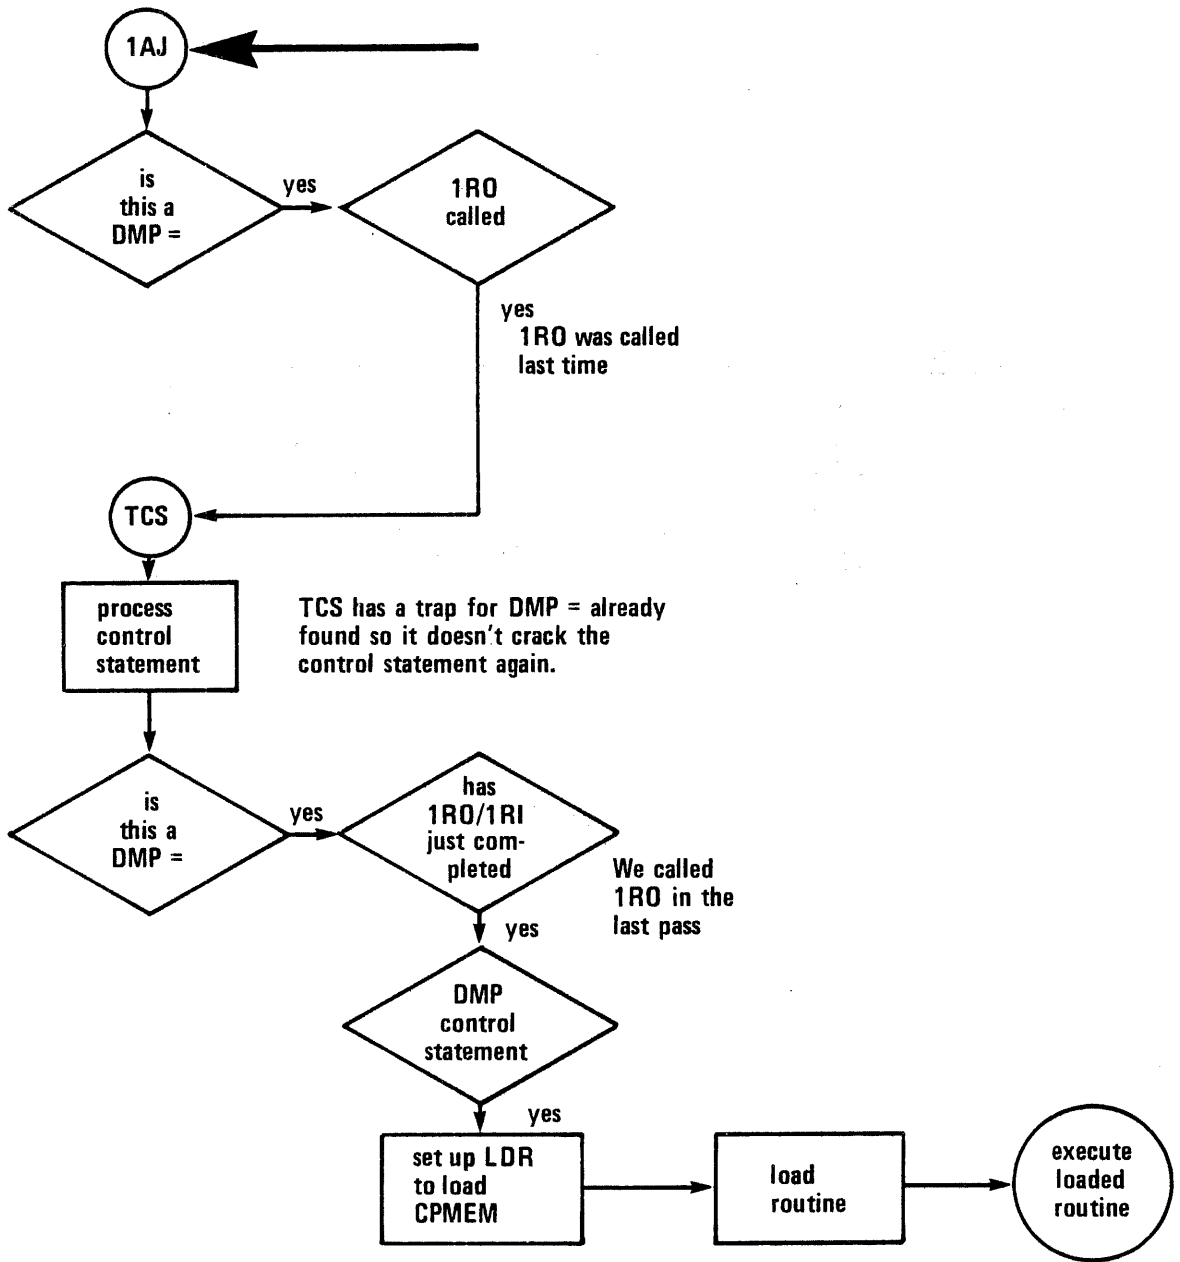 1AJ
is
this a
DMP =
yes
1RO
called
yes
1RO was called
last time
TCS
process
control
statement
TCS has a trap for DMP = already
found so it doesn't crack the
control statement again.
is
this a
DMP =
yes
has
1RO/1RI
just com-
pleted
We called
1RO in the
last pass
yes
DMP
control
statement
yes
set up LDR
to load
CPMEM
load
routine
execute
loaded
routine